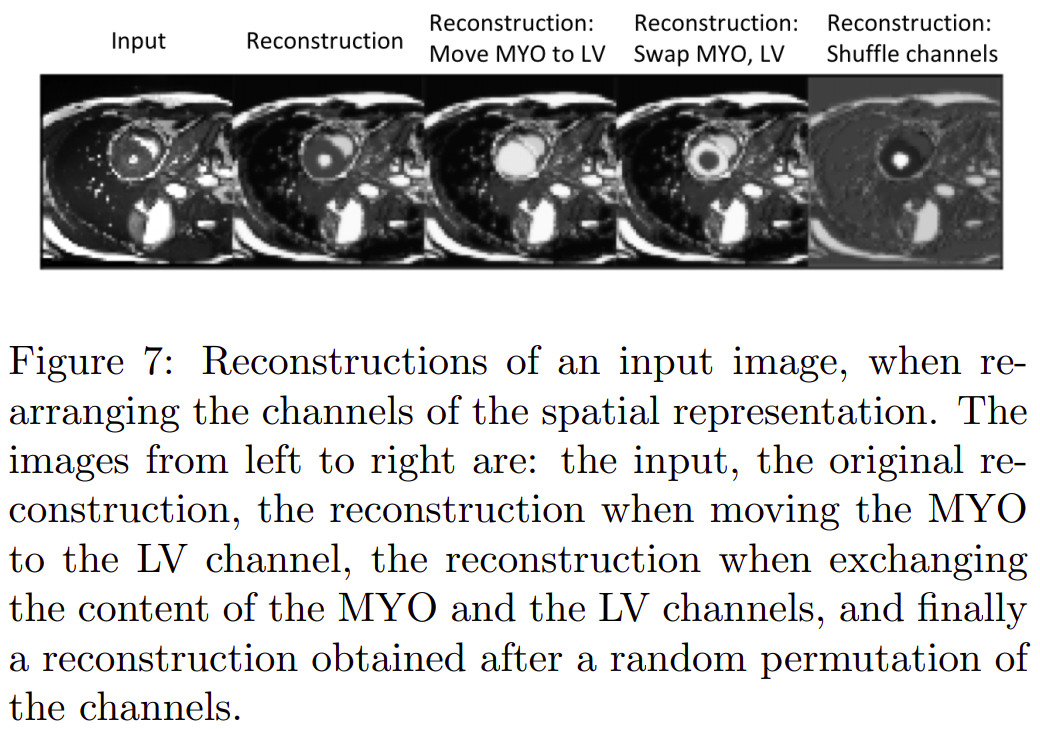 Input
Reconstruction
Reconstruction:
Move MYO to LV
Reconstruction:
Swap MYO, LV
Reconstruction:
Shuffle channels
Figure 7: Reconstructions of an input image, when re-
arranging the channels of the spatial representation. The
images from left to right are: the input, the original re-
construction, the reconstruction when moving the MYO
to the LV channel, the reconstruction when exchanging
the content of the MYO and the LV channels, and finally
a reconstruction obtained after a random permutation of
the channels.